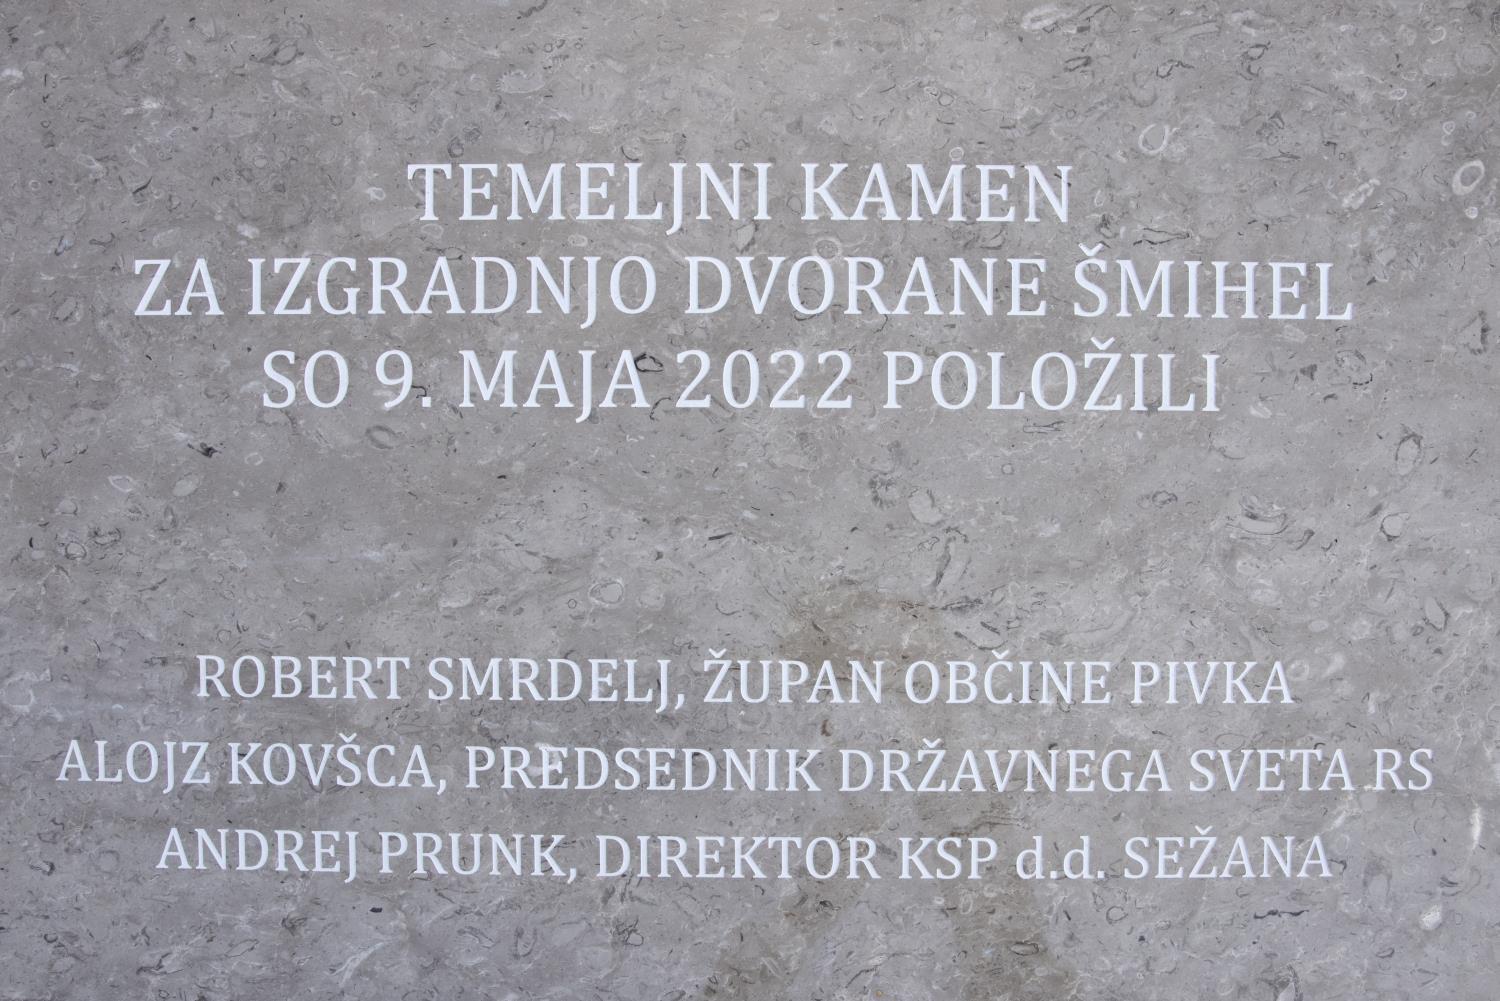 TEMELJNI KAMEN
ZA IZGRADNJO DVORANE ŠMIHEL
SO 9. MAJA 2022 POLOŽILI
ROBERT SMRDELJ, ŽUPAN OBČINE PIVKA
ALOJZ KOVŠCA, PREDSEDNIK DRŽAVNEGA SVETA RS
ANDREJ PRUNK, DIREKTOR KSP d.d. SEŽANA